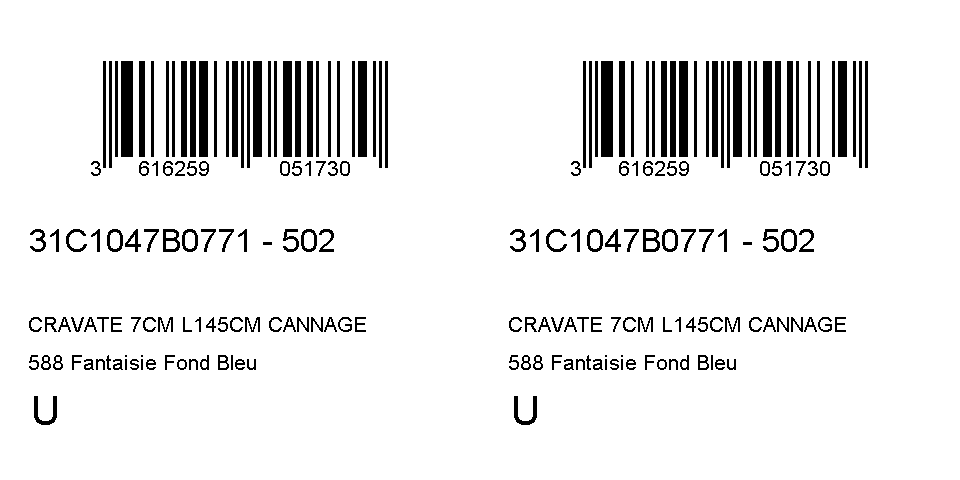 3 616259 051730
31C1047B0771 - 502
CRAVATE 7CM L145CM CANNAGE
588 Fantaisie Fond Bleu
U
3 616259 051730
31C1047B0771 - 502
CRAVATE 7CM L145CM CANNAGE
588 Fantaisie Fond Bleu
U